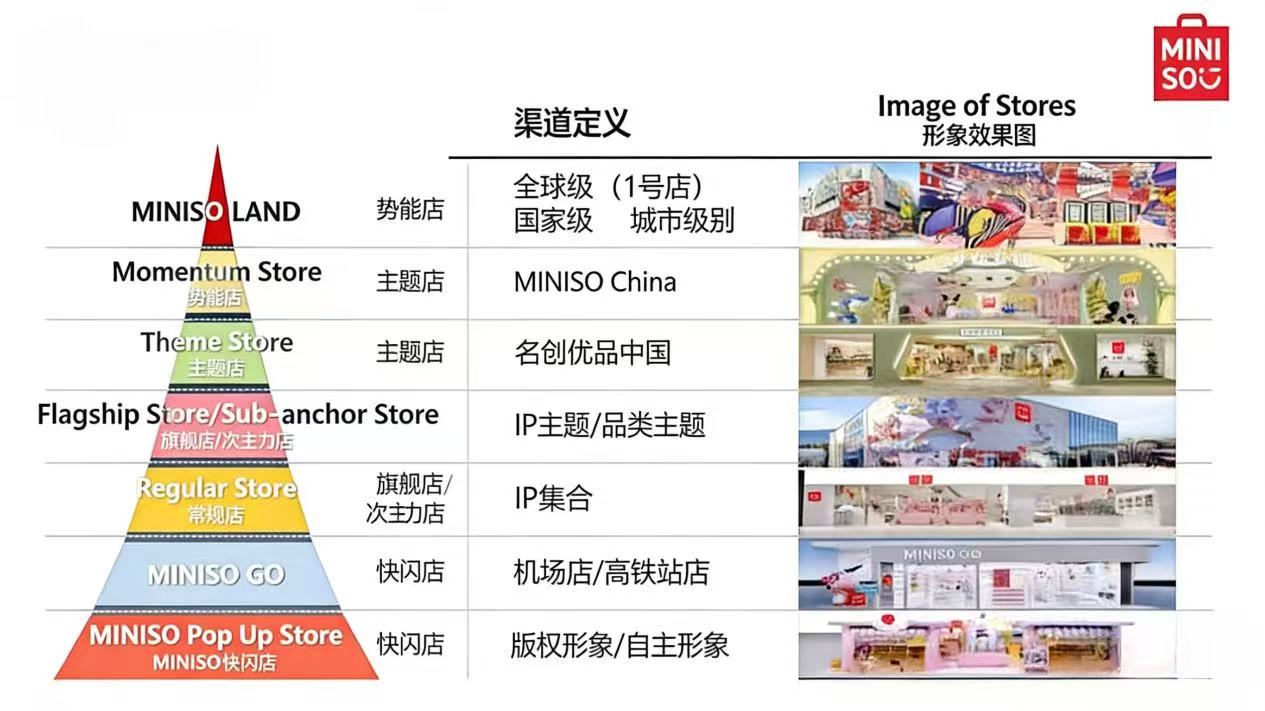 MINI
SO
渠道定义
Image of Stores
形象效果图
MINISO LAND
势能店
全球级（1号店）
国家级 城市级别
Momentum Store
势能店
主题店
MINISO China
Theme Store
主题店
主题店
名创优品中国
Flagship Store/Sub-anchor Store
旗舰店/次主力店
IP主题/品类主题
Regular Store
常规店
旗舰店/
次主力店
IP集合
MINISO GO
快闪店
机场店/高铁站店
MINISO GO
MINISO Pop Up Store
MINISO快闪店
快闪店
版权形象/自主形象